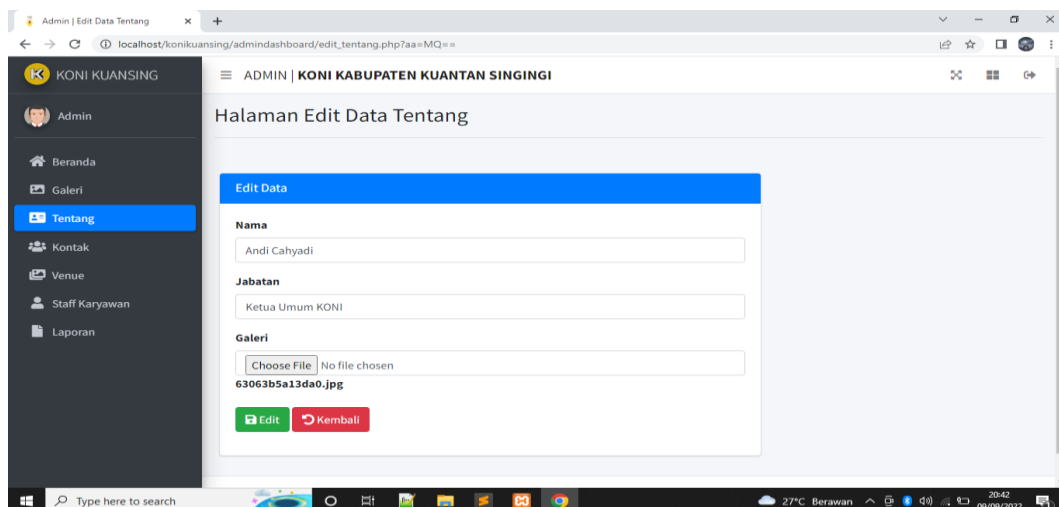 Admin | Edit Data Tentang
localhost/konikuansing/admindashboard/edit_tentang.php?aa=MQ==
KONI KUANSING
ADMIN | KONI KABUPATEN KUANTAN SINGINGI
Admin
Halaman Edit Data Tentang
Beranda
Galeri
Tentang
Kontak
Venue
Staff Karyawan
Laporan
Edit Data
Nama
Andi Cahyadi
Jabatan
Ketua Umum KONI
Galeri
Choose File No file chosen
63063b5a13da0.jpg
Edit Kembali
Type here to search
27°C Berawan
20:42
09/09/2022